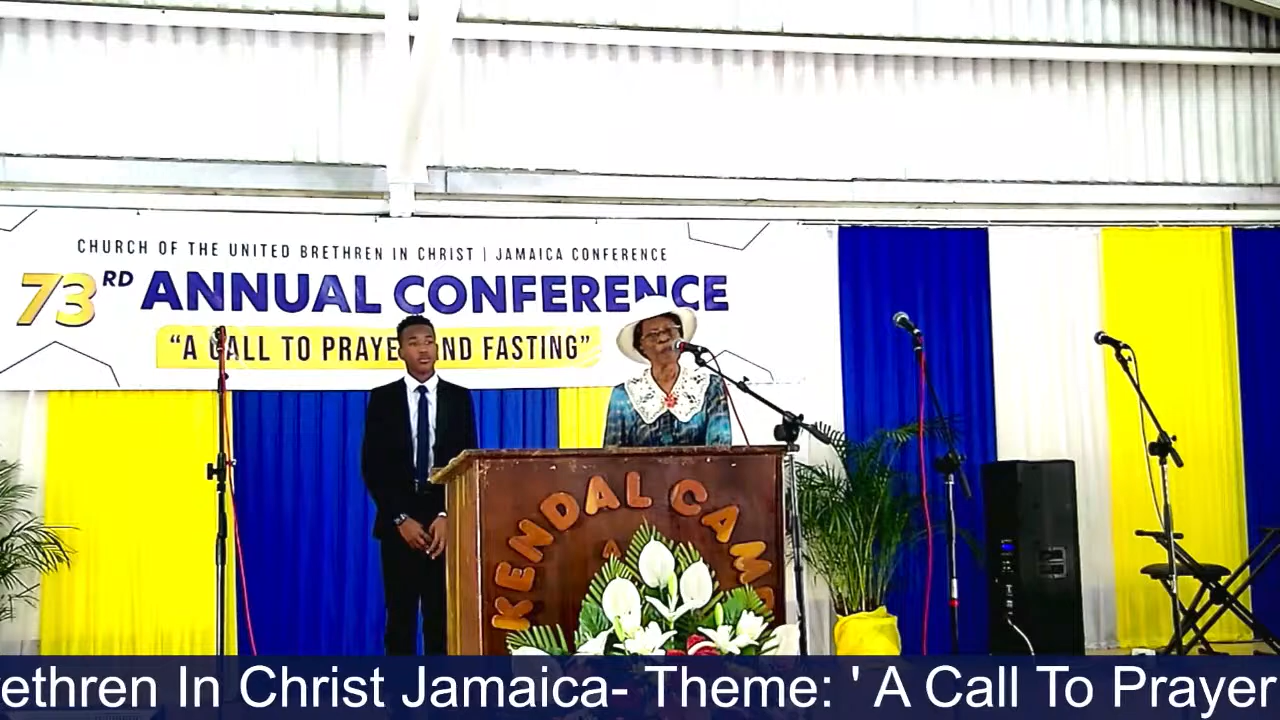 CHURCH OF THE UNITED BRETHREN IN CHRIST | JAMAICA CONFERENCE
73RD ANNUAL CONFERENCE
“A CALL TO PRAYER AND FASTING”
KENDAL CAMP
ethren In Christ Jamaica- Theme: ' A Call To Prayer